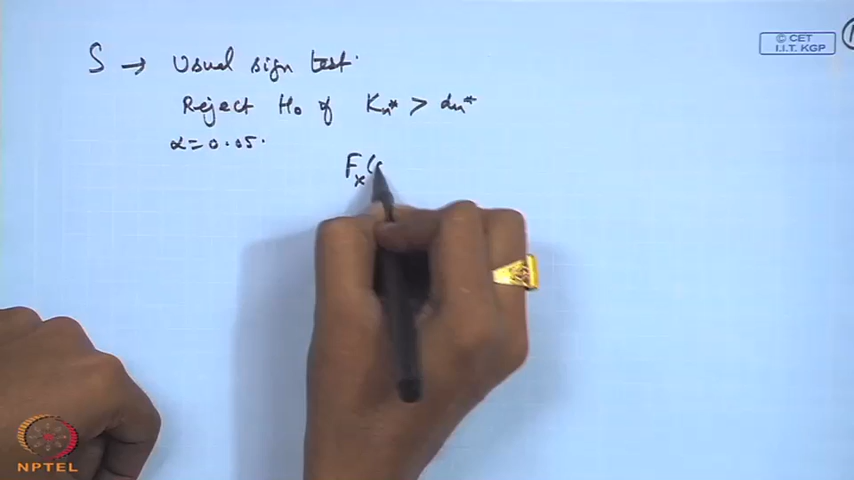 © CET
I.I.T. KGP
S → Usual sign test.
Reject H₀ if Kₙ* > dₙ*
α = 0.05.
Fₓ(
NPTEL